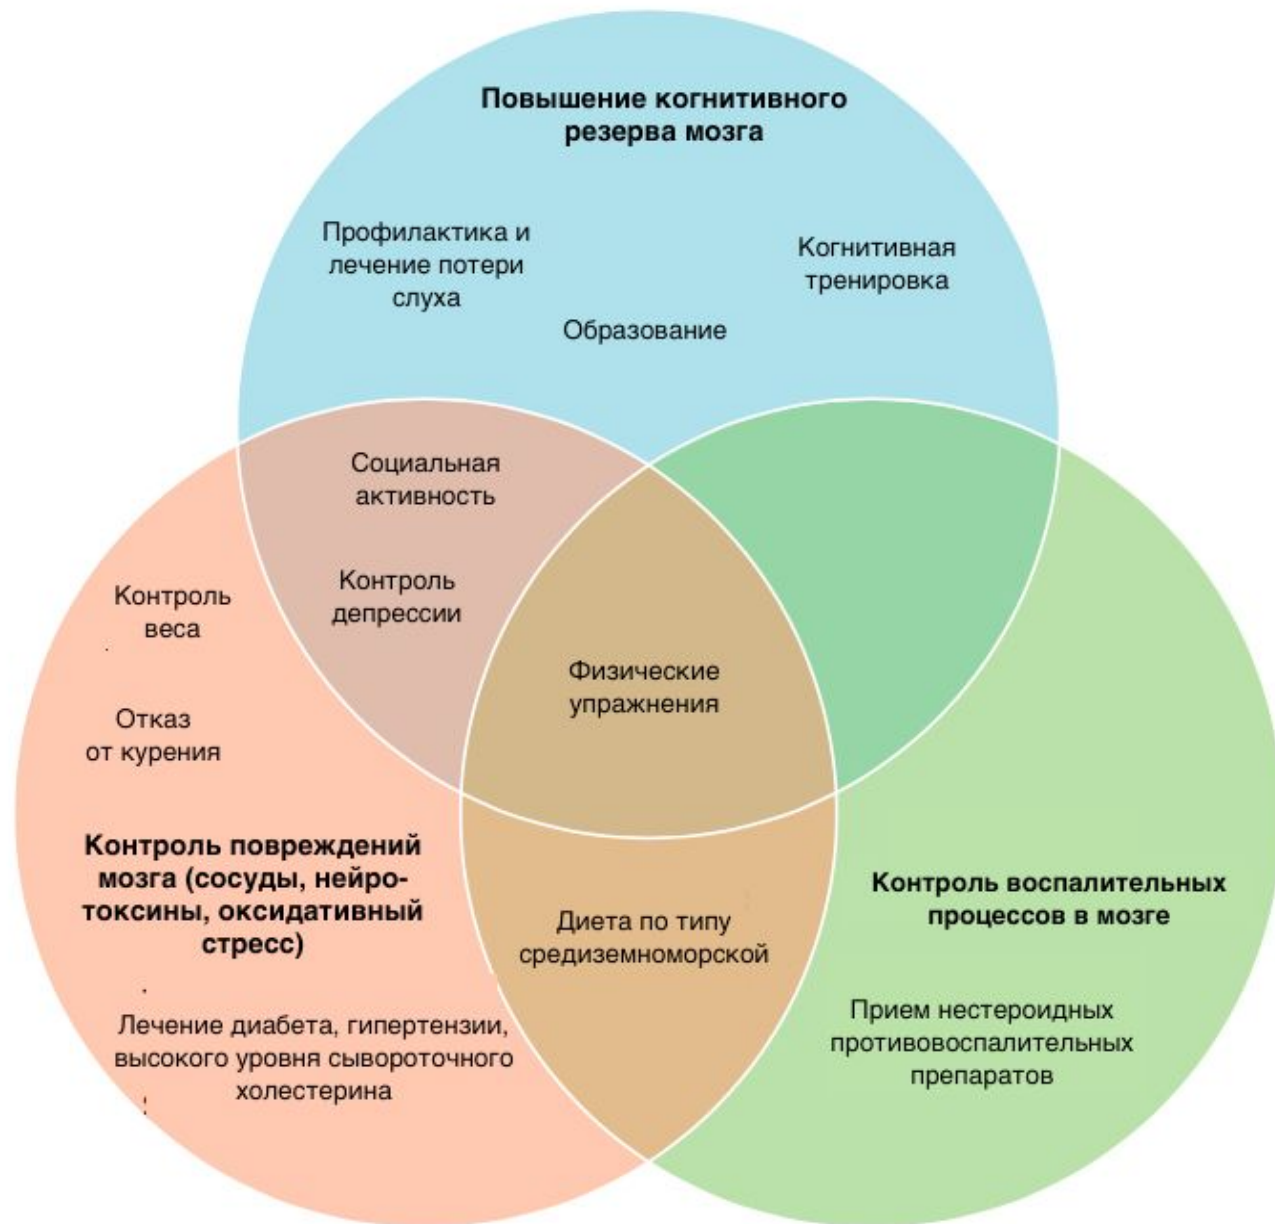 Повышение когнитивного
резерва мозга
Профилактика и
лечение потери
слуха
Когнитивная
тренировка
Образование
Социальная
активность
Контроль
депрессии
Контроль
веса
Физические
упражнения
Отказ
от курения
Контроль повреждений
мозга (сосуды, нейро-
токсины, оксидативный
стресс)
Контроль воспалительных
процессов в мозге
Диета по типу
средиземноморской
Лечение диабета, гипертензии,
высокого уровня сывороточного
холестерина
Прием нестероидных
противовоспалительных
препаратов